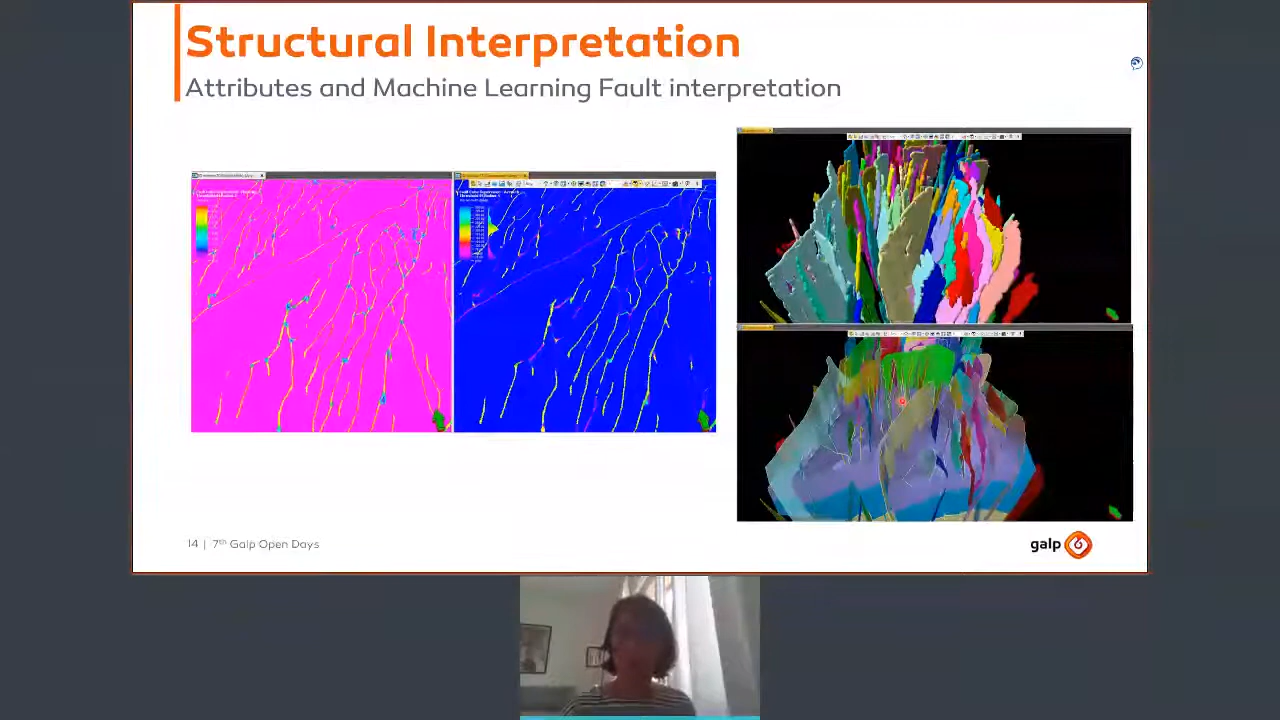 Structural Interpretation
Attributes and Machine Learning Fault interpretation
14 | 7th Galp Open Days
galp